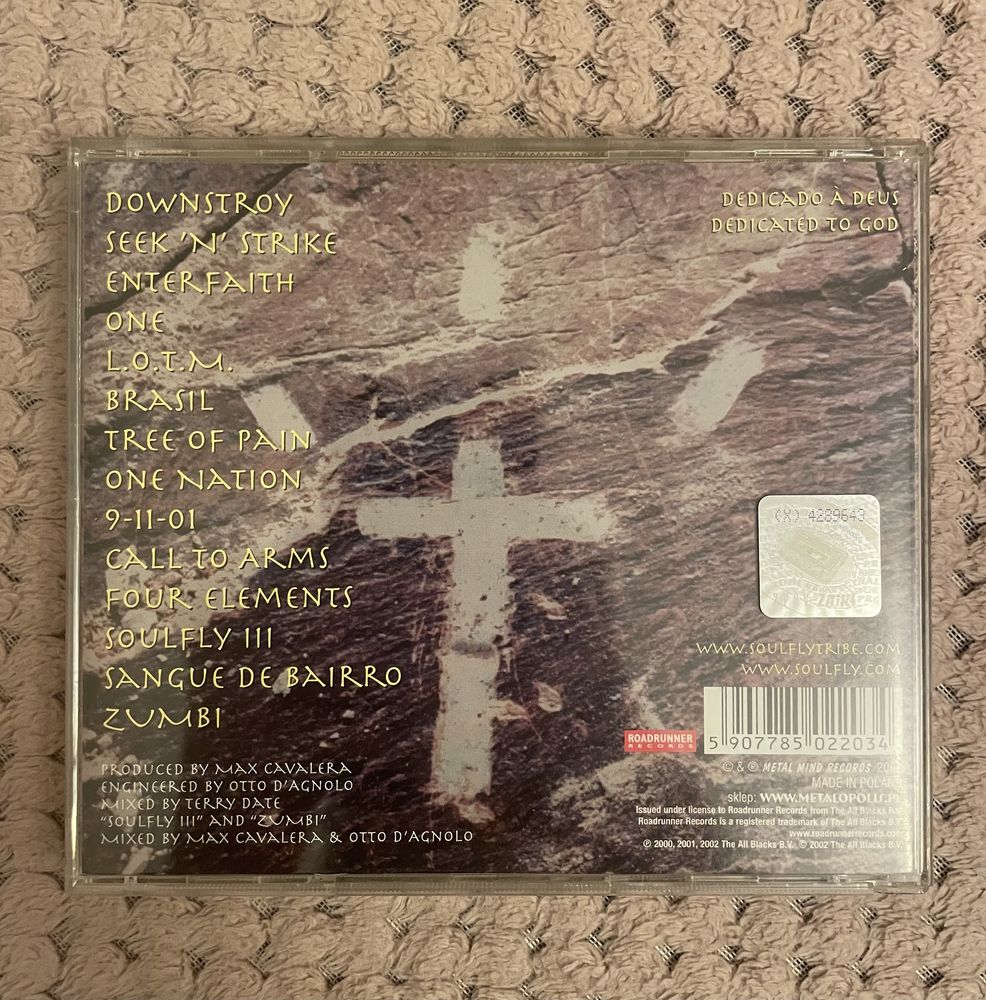 DOWNSTROY
SEEK 'N' STRIKE
ENTERFAITH
ONE
L.O.T.M.
BRASIL
TREE OF PAIN
ONE NATION
9-11-01
CALL TO ARMS
FOUR ELEMENTS
SOULFLY III
SANGUE DE BAIRRO
ZUMBI
PRODUCED BY MAX CAVALERA
ENGINEERED BY OTTO D'AGNOLO
MIXED BY TERRY DATE
"SOULFLY III" AND "ZUMBI"
MIXED BY MAX CAVALERA & OTTO D'AGNOLO
DEDICADO À DEUS
DEDICATED TO GOD
(X) 4289643
WWW.SOULFLYTRIBE.COM
WWW.SOULFLY.COM
ROADRUNNER
RECORDS
5 907785 022034
© & ℗ METAL MIND RECORDS
MADE IN POLAND
sklep: WWW.METALOPOLIS.PL
Issued under license to Roadrunner Records from The All Blacks B.V.
Roadrunner Records is a registered trademark of The All Blacks B.V.
www.roadrunnerrecords.com
℗ 2000, 2001, 2002 The All Blacks B.V. © 2002 The All Blacks B.V.